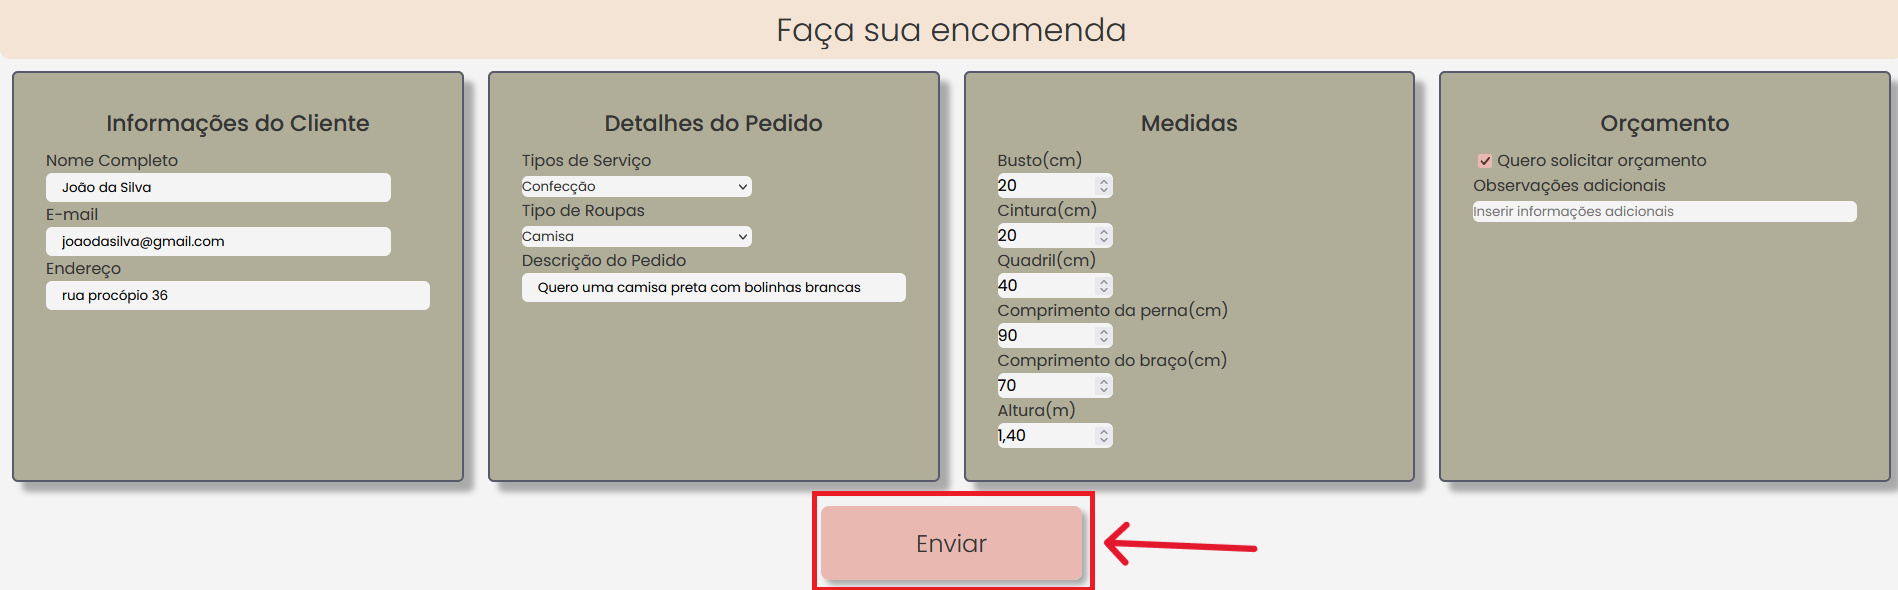 Faça sua encomenda
Informações do Cliente
Nome Completo
João da Silva
E-mail
joaodasilva@gmail.com
Endereço
rua procópio 36
Detalhes do Pedido
Tipos de Serviço
Confecção
Tipo de Roupas
Camisa
Descrição do Pedido
Quero uma camisa preta com bolinhas brancas
Medidas
Busto(cm)
20
Cintura(cm)
20
Quadril(cm)
40
Comprimento da perna(cm)
90
Comprimento do braço(cm)
70
Altura(m)
1,40
Orçamento
Quero solicitar orçamento
Observações adicionais
Inserir informações adicionais
Enviar